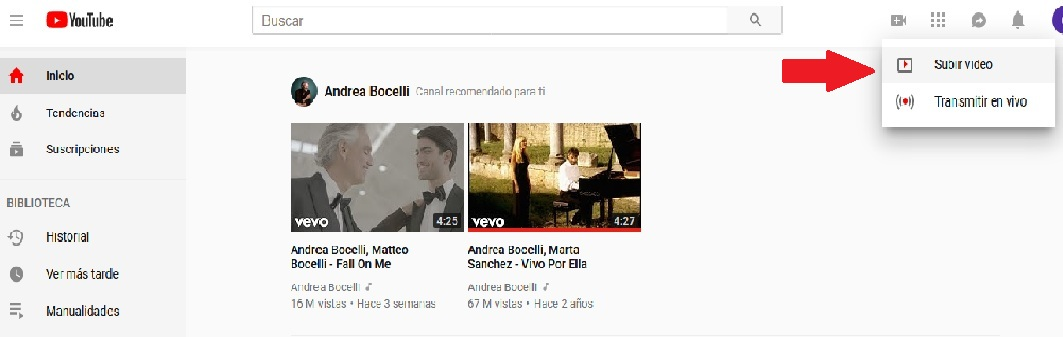 YouTube
Buscar
Subir video
Transmitir en vivo
Inicio
Tendencias
Suscripciones
BIBLIOTECA
Historial
Ver más tarde
Manualidades
Andrea Bocelli Canal recomendado para ti
vevo 4:25
vevo 4:27
Andrea Bocelli, Matteo
Bocelli - Fall On Me
Andrea Bocelli
16 M vistas • Hace 3 semanas
Andrea Bocelli, Marta
Sanchez - Vivo Por Ella
Andrea Bocelli
67 M vistas • Hace 2 años